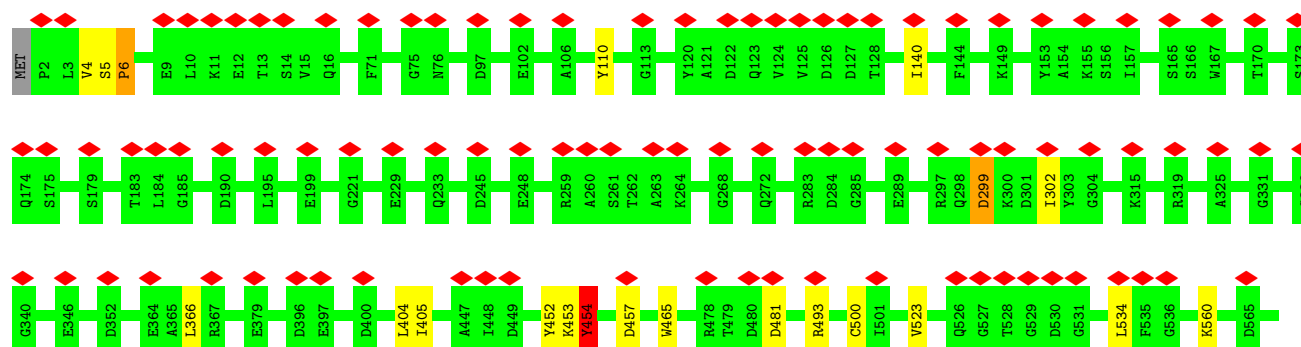 MET P2 L3 V4 S5 P6 E9 L10 K11 E12 T13 S14 V15 Q16 F71 G75 N76 D97 E102 A106 Y110 G113 Y120 A121 D122 Q123 V124 V125 D126 D127 T128 I140 F144 K149 Y153 A154 K155 S156 I157 S165 S166 W167 T170 S173
Q174 S175 S179 T183 L184 G185 D190 L195 E199 G221 E229 Q233 D245 E248 R259 A260 S261 T262 A263 K264 G268 Q272 R283 D284 G285 E289 R297 Q298 D299 K300 D301 I302 Y303 G304 K315 R319 A325 G331
G340 E346 D352 E364 A365 L366 R367 E379 D396 E397 D400 L404 I405 A447 I448 D449 Y452 K453 Y454 D457 W465 R478 T479 D480 D481 R493 C500 I501 V523 Q526 G527 T528 G529 D530 G531 L534 F535 G536 K560 D565